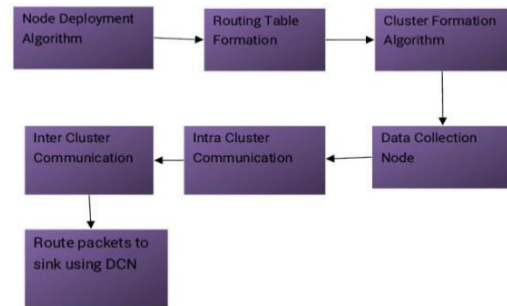 Node Deployment
Algorithm
Routing Table
Formation
Cluster Formation
Algorithm
Data Collection
Node
Intra Cluster
Communication
Inter Cluster
Communication
Route packets to
sink using DCN